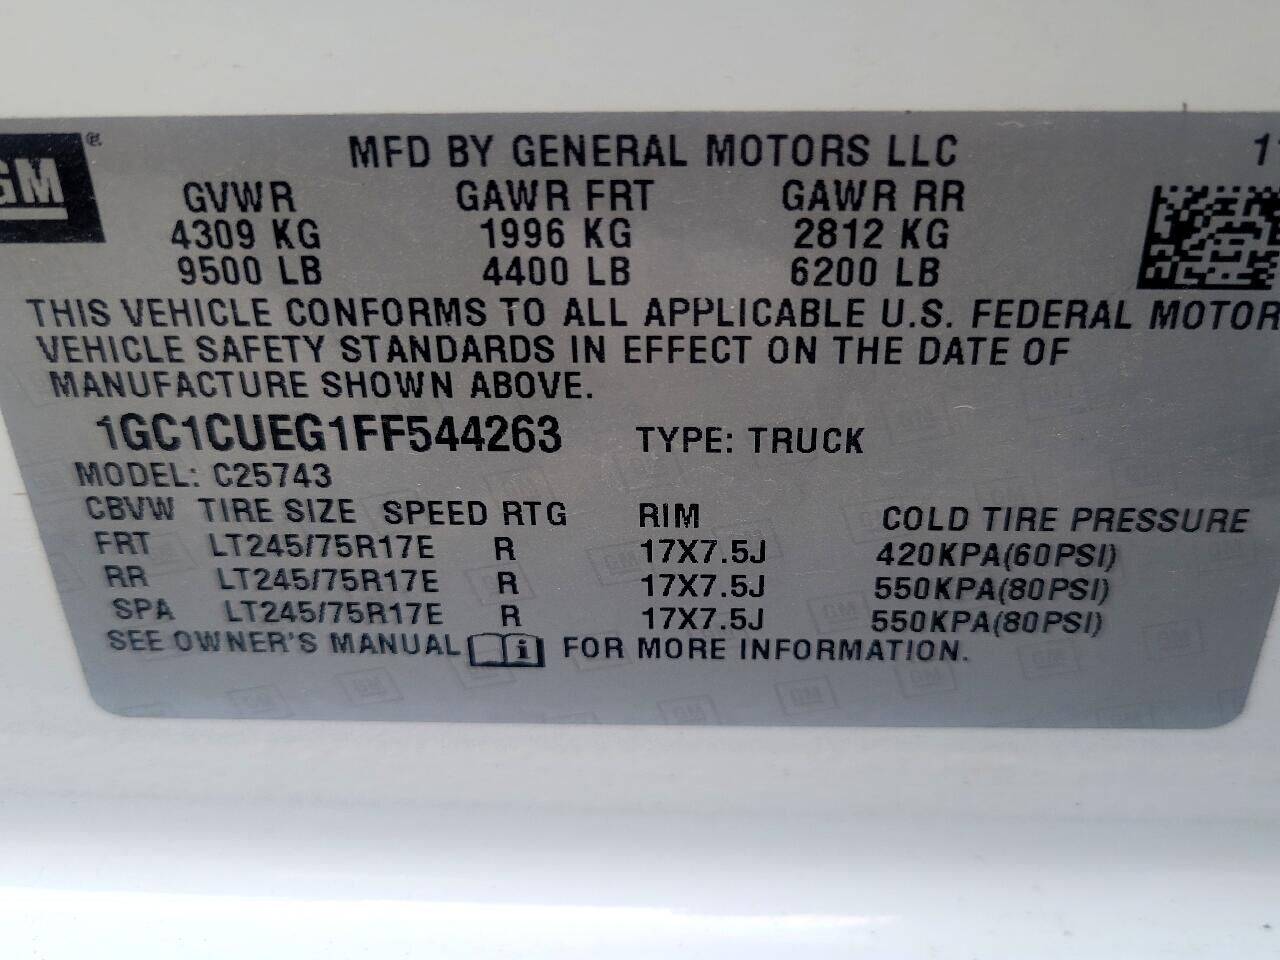 GM®
MFD BY GENERAL MOTORS LLC
GVWR GAWR FRT GAWR RR
4309 KG 1996 KG 2812 KG
9500 LB 4400 LB 6200 LB
THIS VEHICLE CONFORMS TO ALL APPLICABLE U.S. FEDERAL MOTOR
VEHICLE SAFETY STANDARDS IN EFFECT ON THE DATE OF
MANUFACTURE SHOWN ABOVE.
1GC1CUEG1FF544263 TYPE: TRUCK
MODEL: C25743
CBVW TIRE SIZE SPEED RTG RIM COLD TIRE PRESSURE
FRT LT245/75R17E R 17X7.5J 420KPA(60PSI)
RR LT245/75R17E R 17X7.5J 550KPA(80PSI)
SPA LT245/75R17E R 17X7.5J 550KPA(80PSI)
SEE OWNER'S MANUAL i FOR MORE INFORMATION.